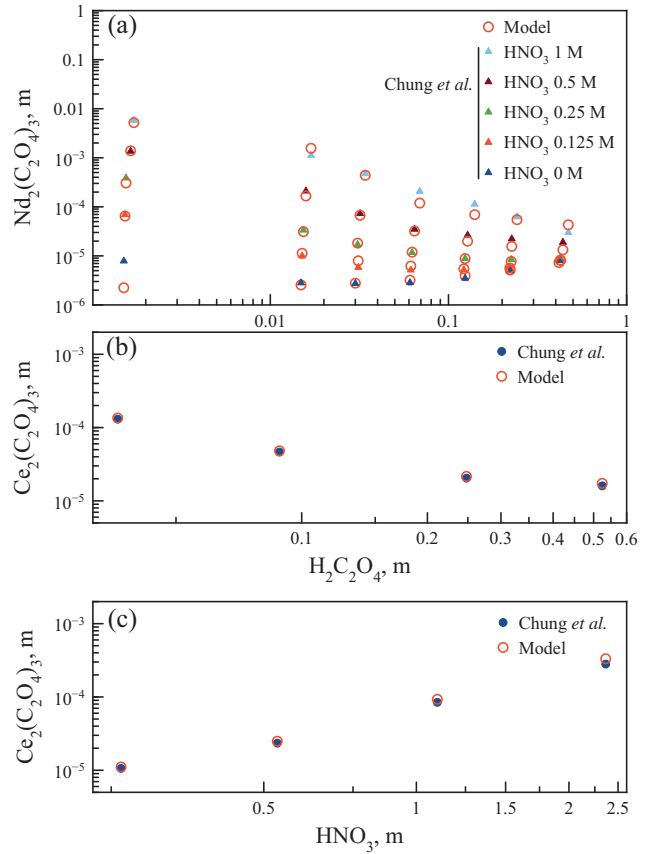 (a)
Model
HNO₃ 1 M
HNO₃ 0.5 M
Chung et al.
HNO₃ 0.25 M
HNO₃ 0.125 M
HNO₃ 0 M
Nd₂(C₂O₄)₃, m
1
0.1
0.01
10⁻³
10⁻⁴
10⁻⁵
10⁻⁶
0.01
0.1
1
(b)
Chung et al.
Model
Ce₂(C₂O₄)₃, m
10⁻³
10⁻⁴
10⁻⁵
0.1
0.2
0.3
0.4
0.5
0.6
H₂C₂O₄, m
(c)
Chung et al.
Model
Ce₂(C₂O₄)₃, m
10⁻³
10⁻⁴
10⁻⁵
0.5
1
1.5
2
2.5
HNO₃, m